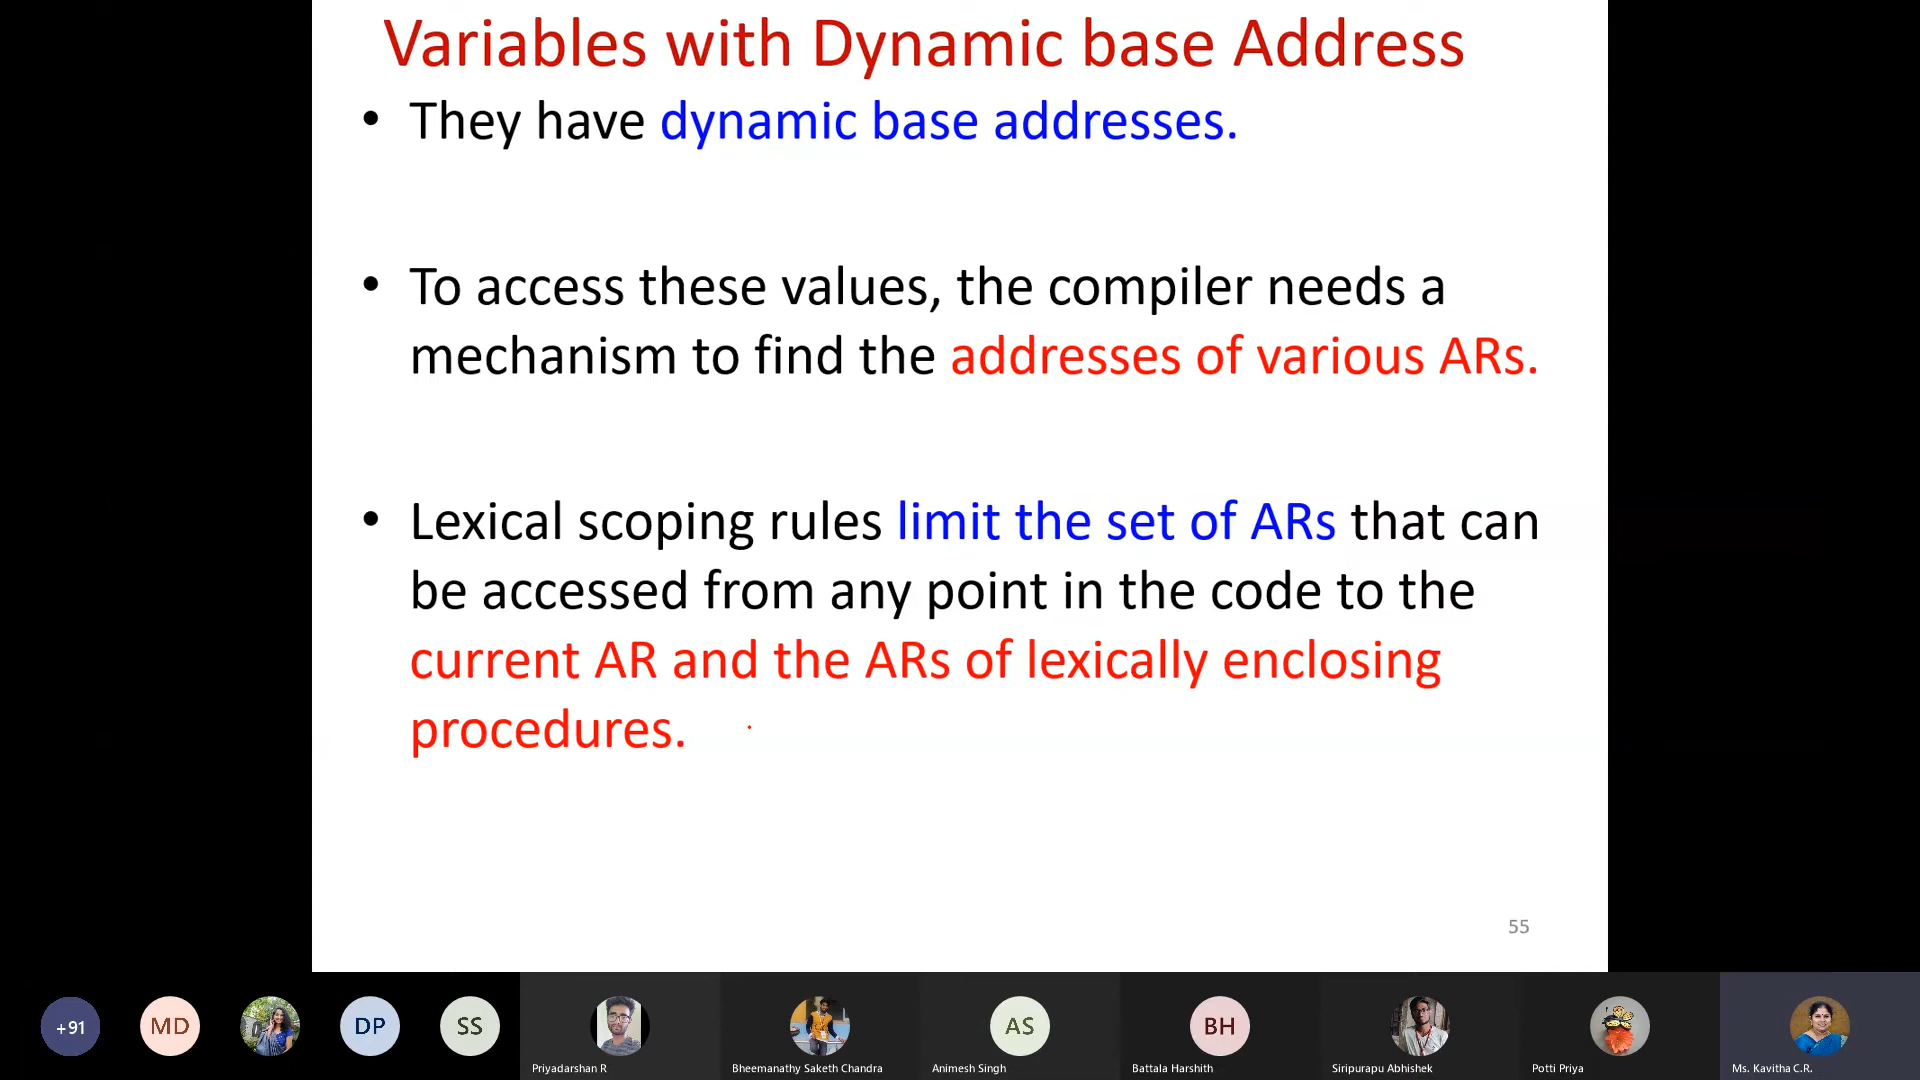 Variables with Dynamic base Address
• They have dynamic base addresses.
• To access these values, the compiler needs a
mechanism to find the addresses of various ARs.
• Lexical scoping rules limit the set of ARs that can
be accessed from any point in the code to the
current AR and the ARs of lexically enclosing
procedures.
55
+91
MD
DP
SS
AS
BH
Priyadarshan R
Bheemanathy Saketh Chandra
Animesh Singh
Battala Harshith
Siripurapu Abhishek
Potti Priya
Ms. Kavitha C.R.